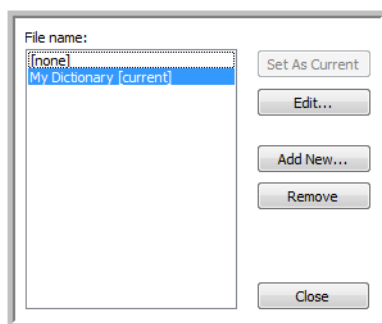 File name:
[none]
My Dictionary [current]
Set As Current
Edit...
Add New...
Remove
Close